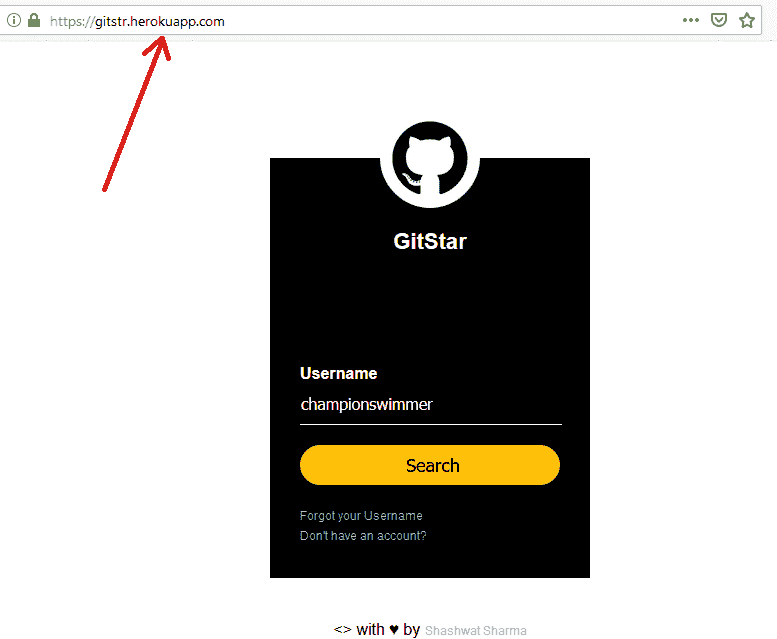 https://gitstr.herokuapp.com
GitStar
Username
championswimmer
Search
Forgot your Username
Don't have an account?
<> with ♥ by Shashwat Sharma